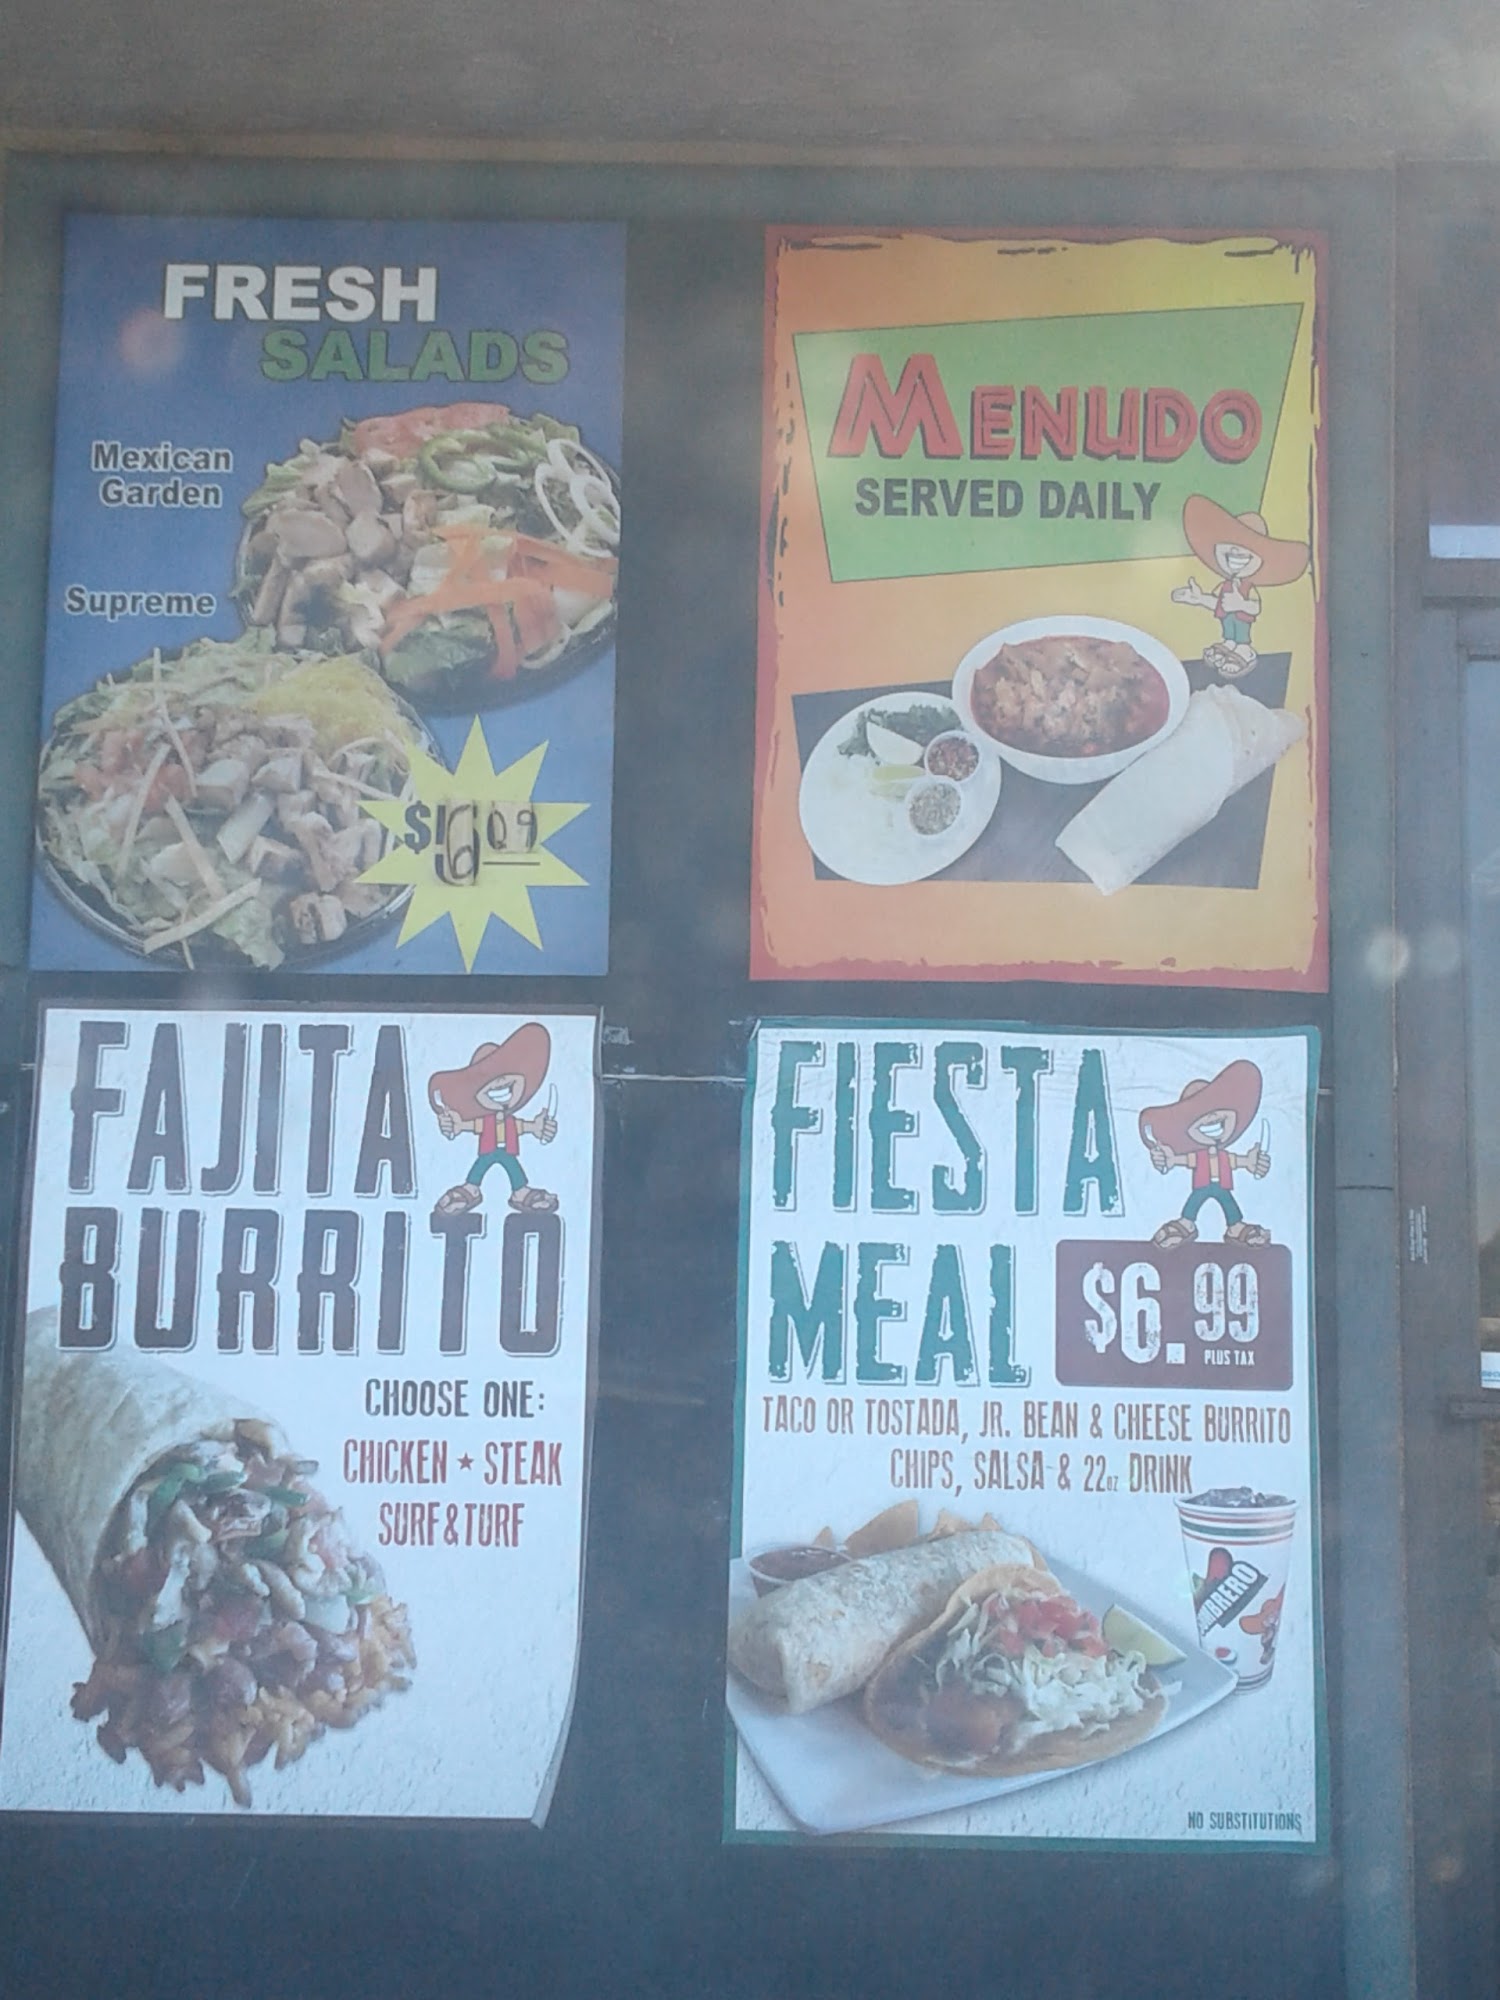 FRESH
SALADS
Mexican
Garden
Supreme
MENUDO
SERVED DAILY
FAJITA
BURRITO
CHOOSE ONE:
CHICKEN ★ STEAK
SURF & TURF
FIESTA
MEAL
$6.99
PLUS TAX
TACO OR TOSTADA, JR. BEAN & CHEESE BURRITO
CHIPS, SALSA & 22oz DRINK
NO SUBSTITUTIONS